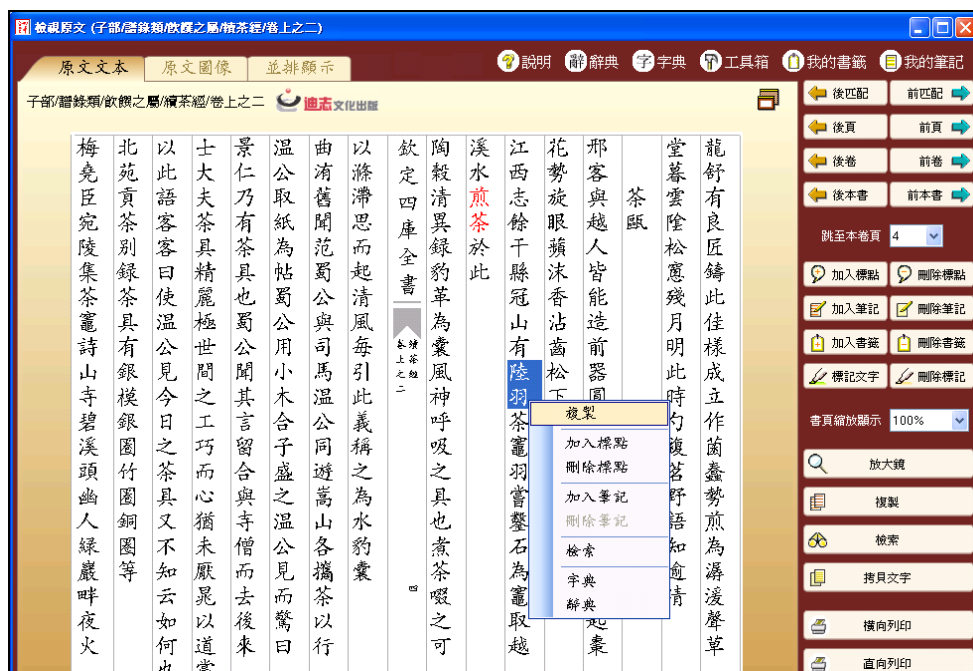 檢視原文 (子部/譜錄類/飲饌之屬/續茶經/卷上之二)
原文文本
原文圖像
並排顯示
說明
辭 辭典
字 字典
工具箱
我的書籤
我的筆記
子部/譜錄類/飲饌之屬/續茶經/卷上之二
迪志文化出版
龍舒有良匠鑄此佳樣成立作菌蠢勢煎為潺湲聲草
堂暮雲陰松窻殘月明此時勺複茗野語知逾清
茶甌
邢客與越人皆能造前器圓
起棗
花勢旋眼蘋沫香沾齒松下
江西志餘干縣冠山有陸羽茶竈羽嘗鑿石為竈取越
溪水煎茶於此
陶穀清異録豹革為囊風神呼吸之具也煮茶啜之可
欽定四庫全書
續茶經
卷上之二
四
以滌滯思而起清風每引此義稱之為水豹囊
曲洧舊聞范蜀公與司馬溫公同遊嵩山各攜茶以行
溫公取紙為帖蜀公用小木合子盛之溫公見而驚曰
景仁乃有茶具也蜀公聞其言留合與寺僧而去後來
士大夫茶具精麗極世間之工巧而心猶未厭晁以道嘗
以此語客客曰使溫公見今日之茶具又不知云如何也
北苑貢茶别録茶具有銀模銀圈竹圈銅圈等
梅堯臣宛陵集茶竈詩山寺碧溪頭幽人緑巖畔夜火
複製
加入標點
刪除標點
加入筆記
刪除筆記
檢索
字典
辭典
後匹配
前匹配
後頁
前頁
後卷
前卷
後本書
前本書
跳至本卷頁 4
加入標點
刪除標點
加入筆記
刪除筆記
加入書籤
刪除書籤
標記文字
刪除標記
書頁縮放顯示 100%
放大鏡
複製
檢索
拷貝文字
橫向列印
直向列印